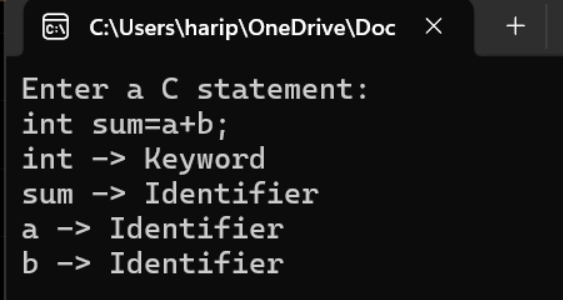 C:\Users\harip\OneDrive\Doc
Enter a C statement:
int sum=a+b;
int -> Keyword
sum -> Identifier
a -> Identifier
b -> Identifier